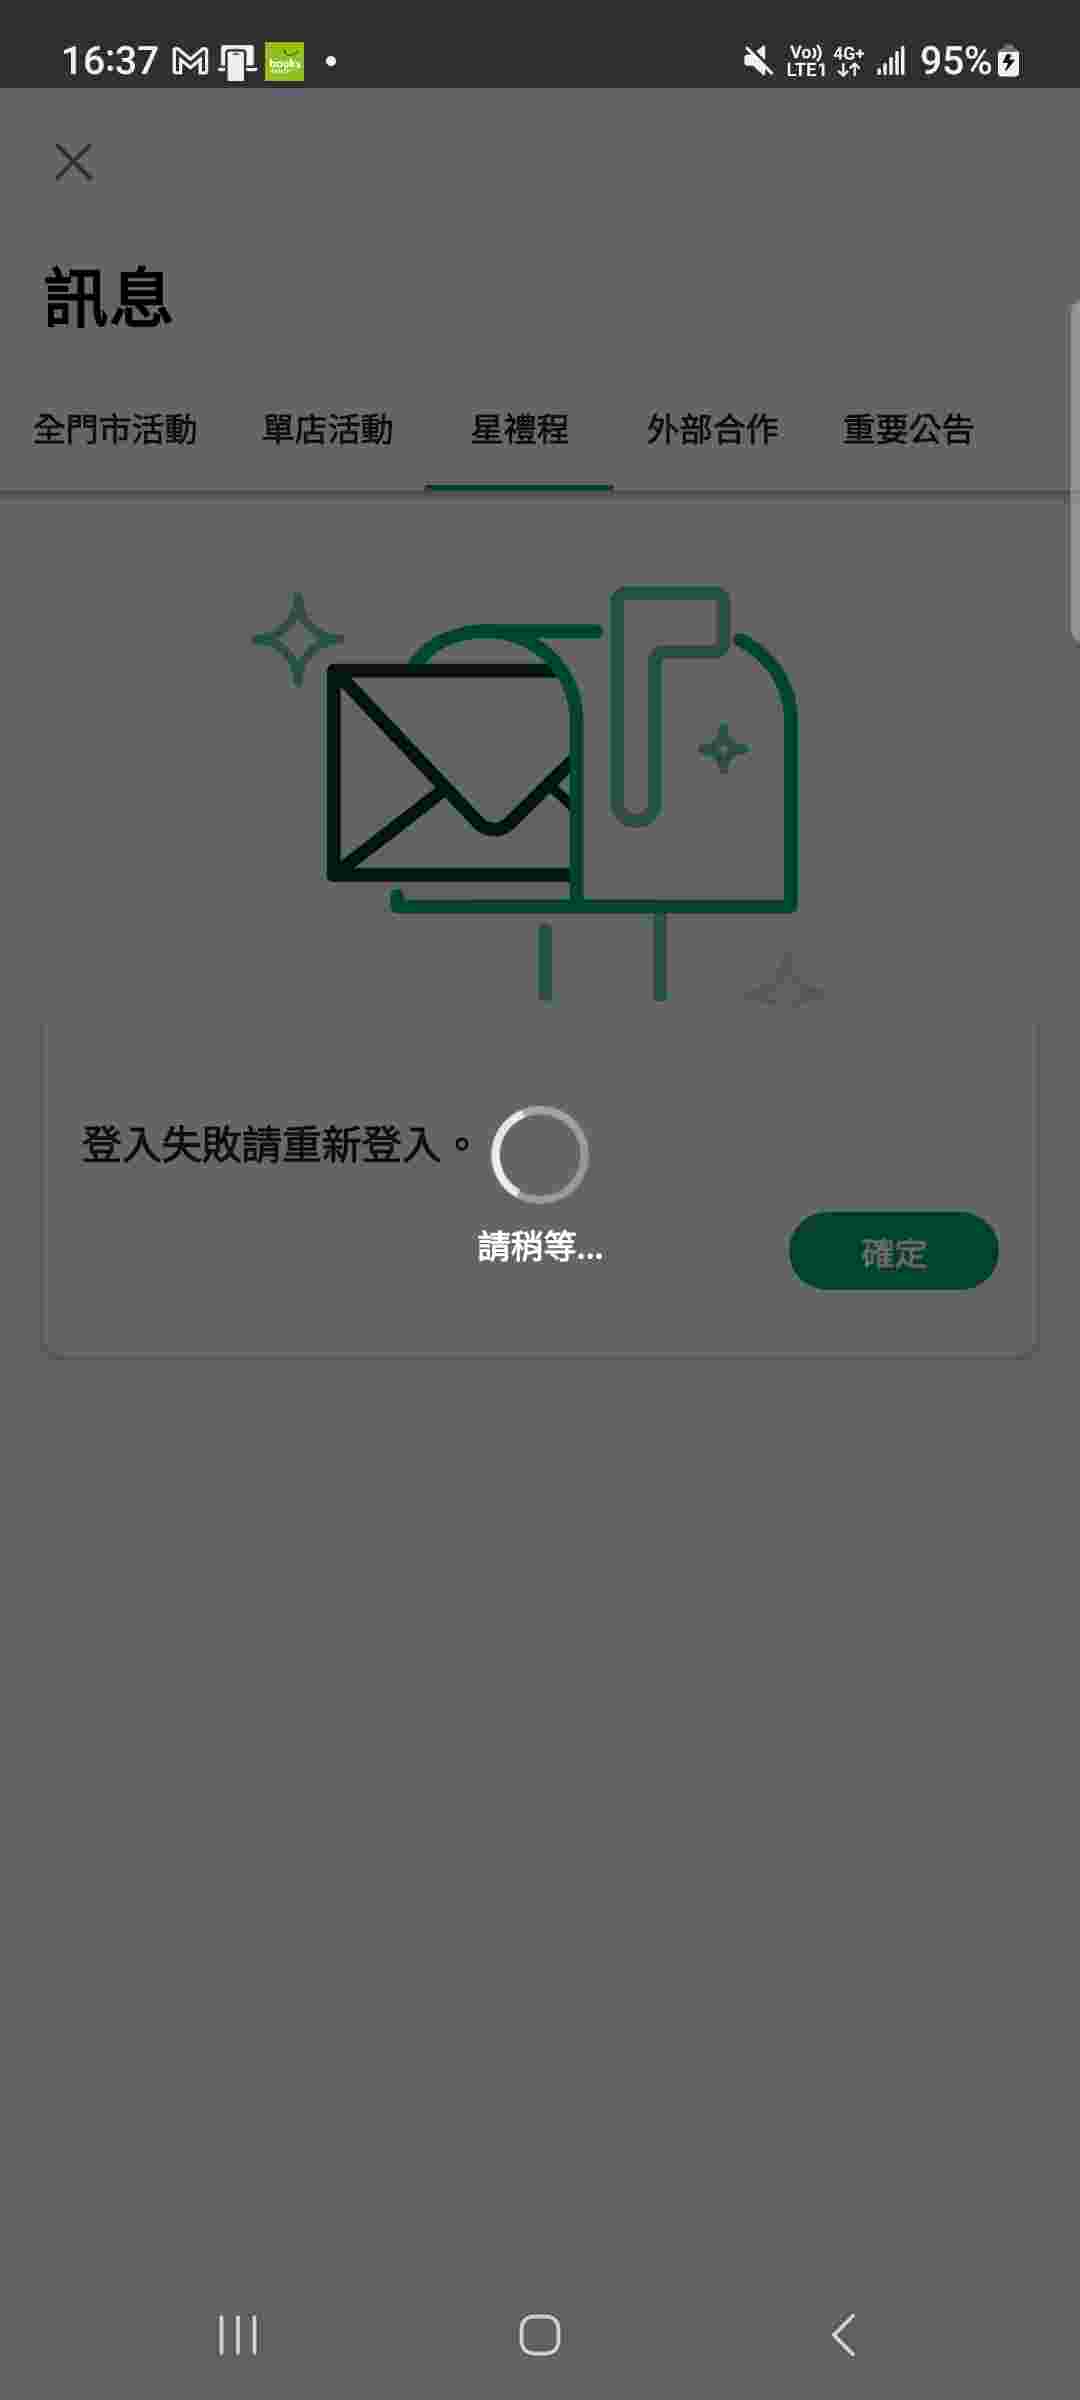 16:37
books
Vo)) LTE1 4G+ 95%
訊息
全門市活動 單店活動 星禮程 外部合作 重要公告
登入失敗請重新登入。
請稍等...
確定